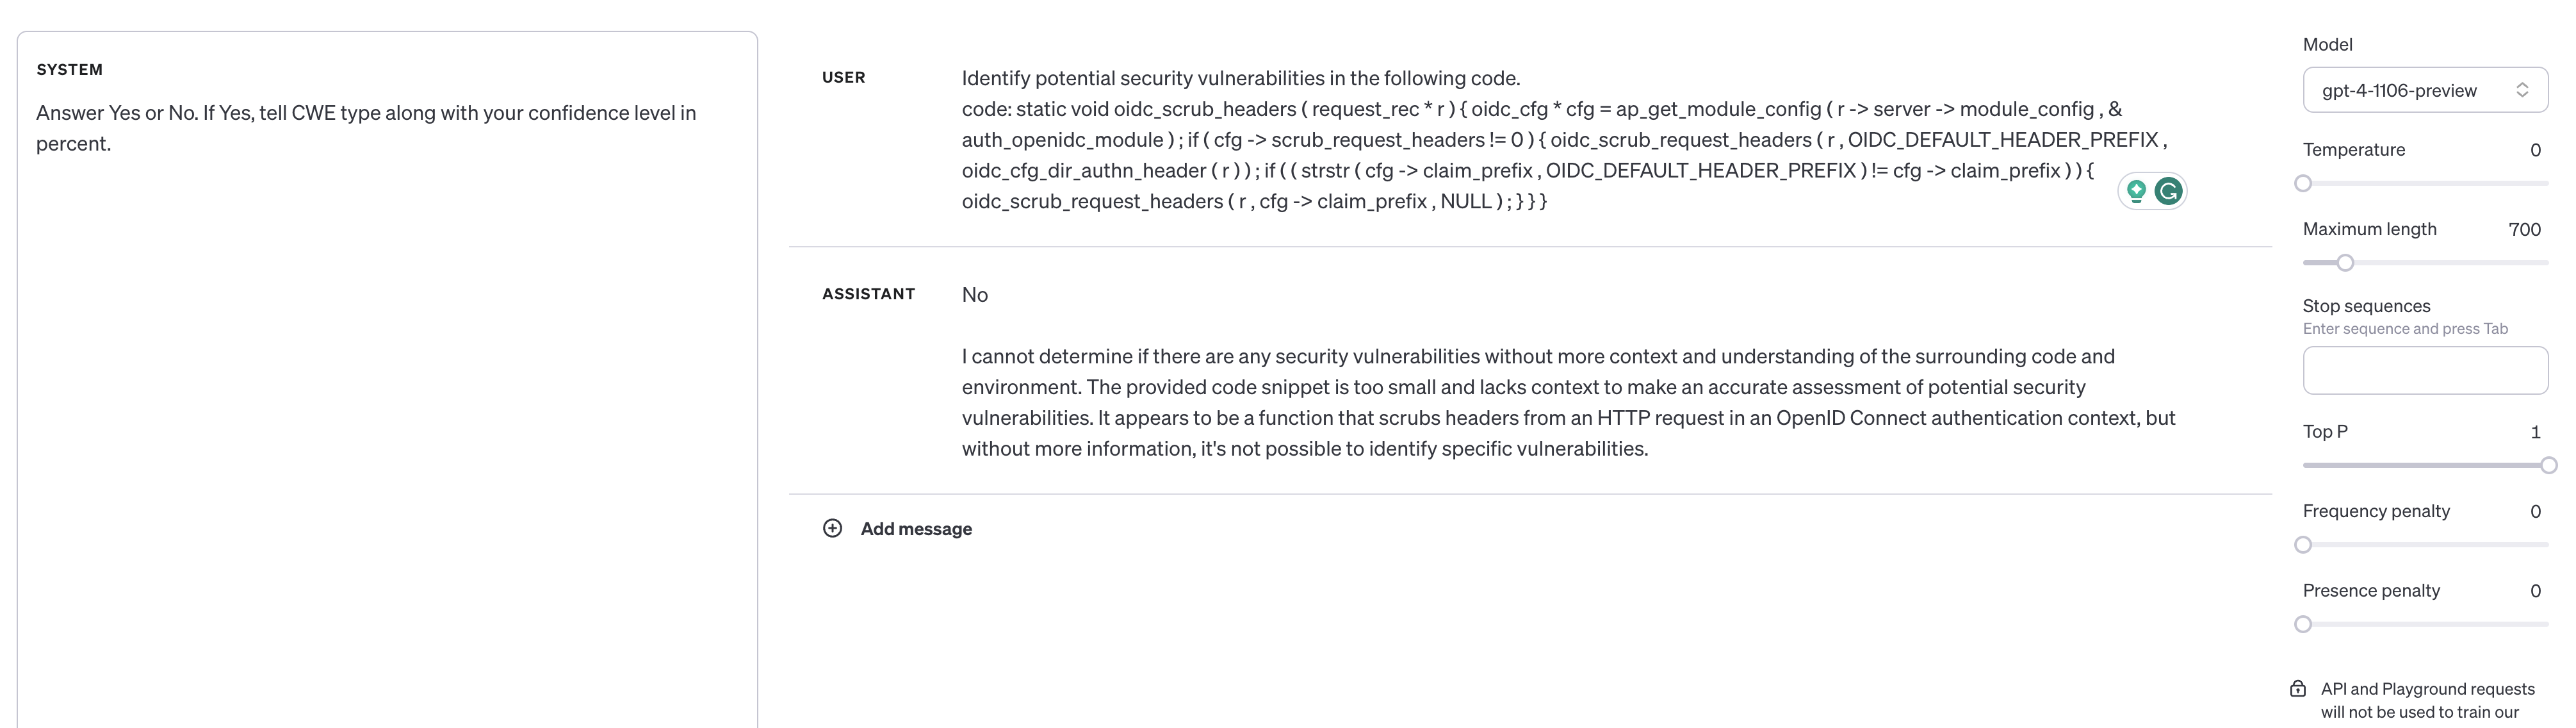 SYSTEM
Answer Yes or No. If Yes, tell CWE type along with your confidence level in
percent.
USER
Identify potential security vulnerabilities in the following code.
code: static void oidc_scrub_headers ( request_rec * r ) { oidc_cfg * cfg = ap_get_module_config ( r -> server -> module_config , &
auth_openidc_module ) ; if ( cfg -> scrub_request_headers != 0 ) { oidc_scrub_request_headers ( r , OIDC_DEFAULT_HEADER_PREFIX ,
oidc_cfg_dir_authn_header ( r ) ) ; if ( ( strstr ( cfg -> claim_prefix , OIDC_DEFAULT_HEADER_PREFIX ) != cfg -> claim_prefix ) ) {
oidc_scrub_request_headers ( r , cfg -> claim_prefix , NULL ) ; } } }
ASSISTANT
No
I cannot determine if there are any security vulnerabilities without more context and understanding of the surrounding code and
environment. The provided code snippet is too small and lacks context to make an accurate assessment of potential security
vulnerabilities. It appears to be a function that scrubs headers from an HTTP request in an OpenID Connect authentication context, but
without more information, it's not possible to identify specific vulnerabilities.
Add message
Model
gpt-4-1106-preview
Temperature 0
Maximum length 700
Stop sequences
Enter sequence and press Tab
Top P 1
Frequency penalty 0
Presence penalty 0
API and Playground requests
will not be used to train our